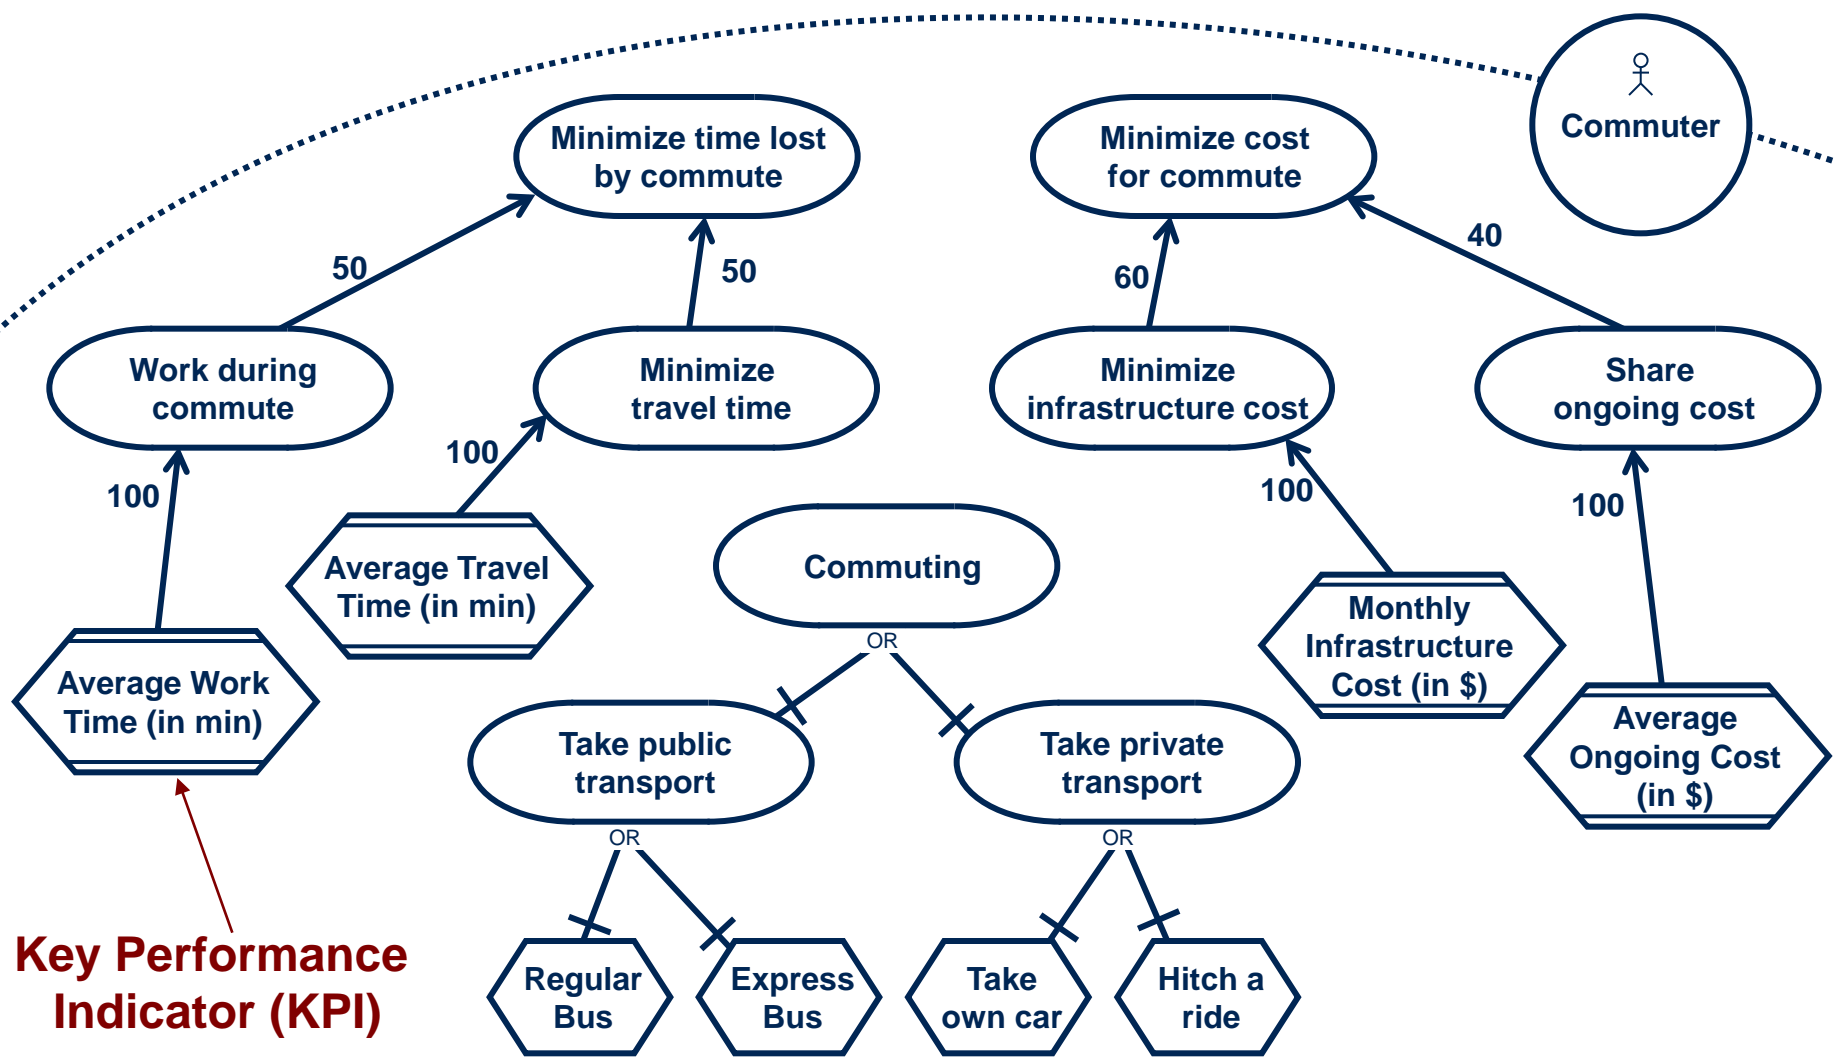 Commuter
Minimize time lost
by commute
Minimize cost
for commute
50
50
60
40
Work during
commute
Minimize
travel time
Minimize
infrastructure cost
Share
ongoing cost
100
100
100
100
Average Travel
Time (in min)
Commuting
OR
Monthly
Infrastructure
Cost (in $)
Average Work
Time (in min)
Average
Ongoing Cost
(in $)
Take public
transport
Take private
transport
OR
OR
Key Performance
Indicator (KPI)
Regular
Bus
Express
Bus
Take
own car
Hitch a
ride